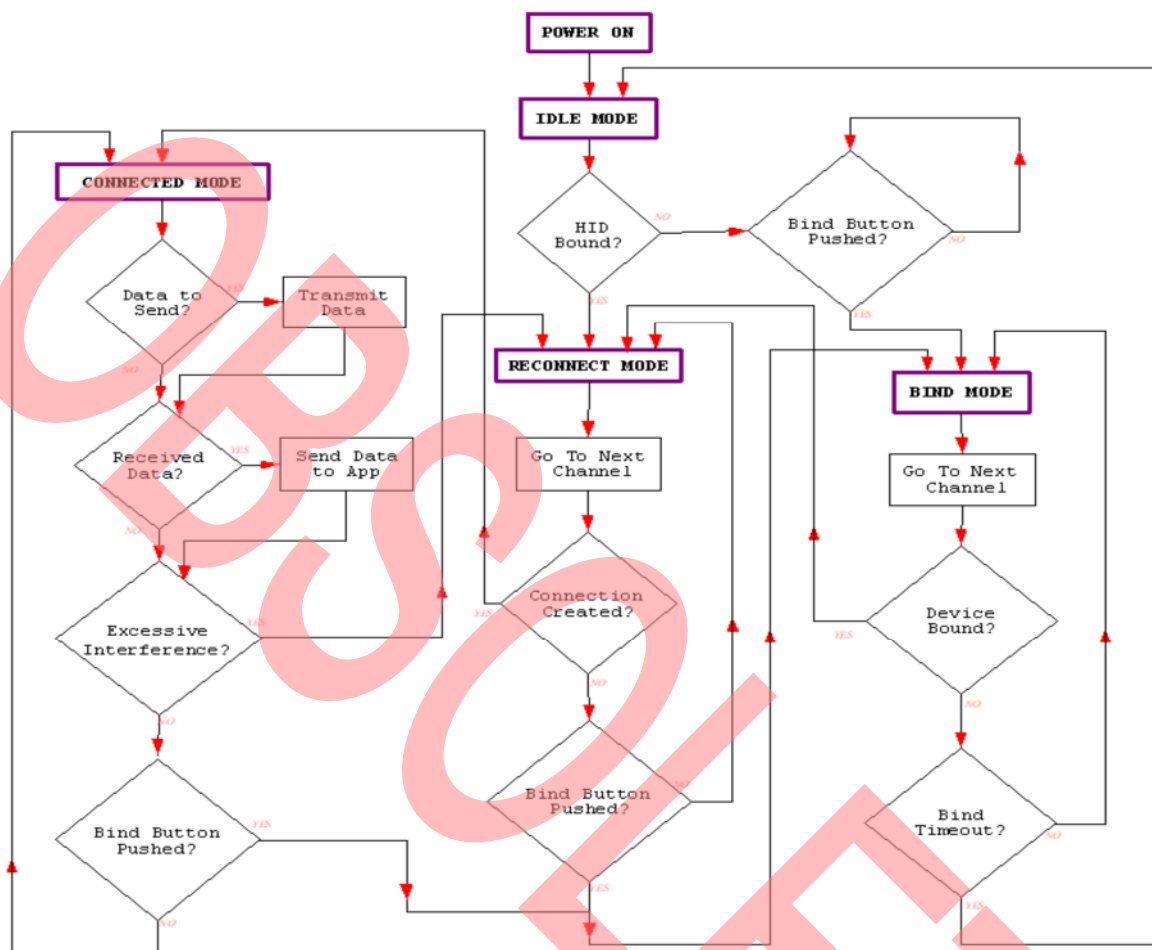 POWER ON
IDLE MODE
HID
Bound?
NO
YES
Bind Button
Pushed?
NO
YES
CONNECTED MODE
Data to
Send?
YES
NO
Transmit
Data
Received
Data?
YES
NO
Send Data
to App
Excessive
Interference?
YES
NO
Bind Button
Pushed?
YES
NO
RECONNECT MODE
Go To Next
Channel
Connection
Created?
YES
NO
Bind Button
Pushed?
NO
YES
BIND MODE
Go To Next
Channel
Device
Bound?
YES
NO
Bind
Timeout?
NO
YES
OBSOLE